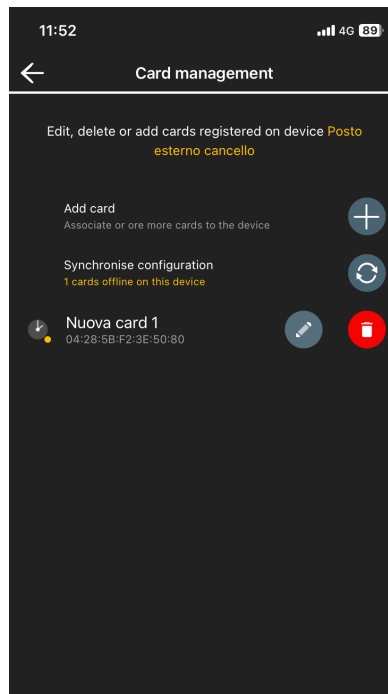 11:52
4G 89
Card management
Edit, delete or add cards registered on device Posto
esterno cancello
Add card
Associate or ore more cards to the device
Synchronise configuration
1 cards offline on this device
Nuova card 1
04:28:5B:F2:3E:50:80